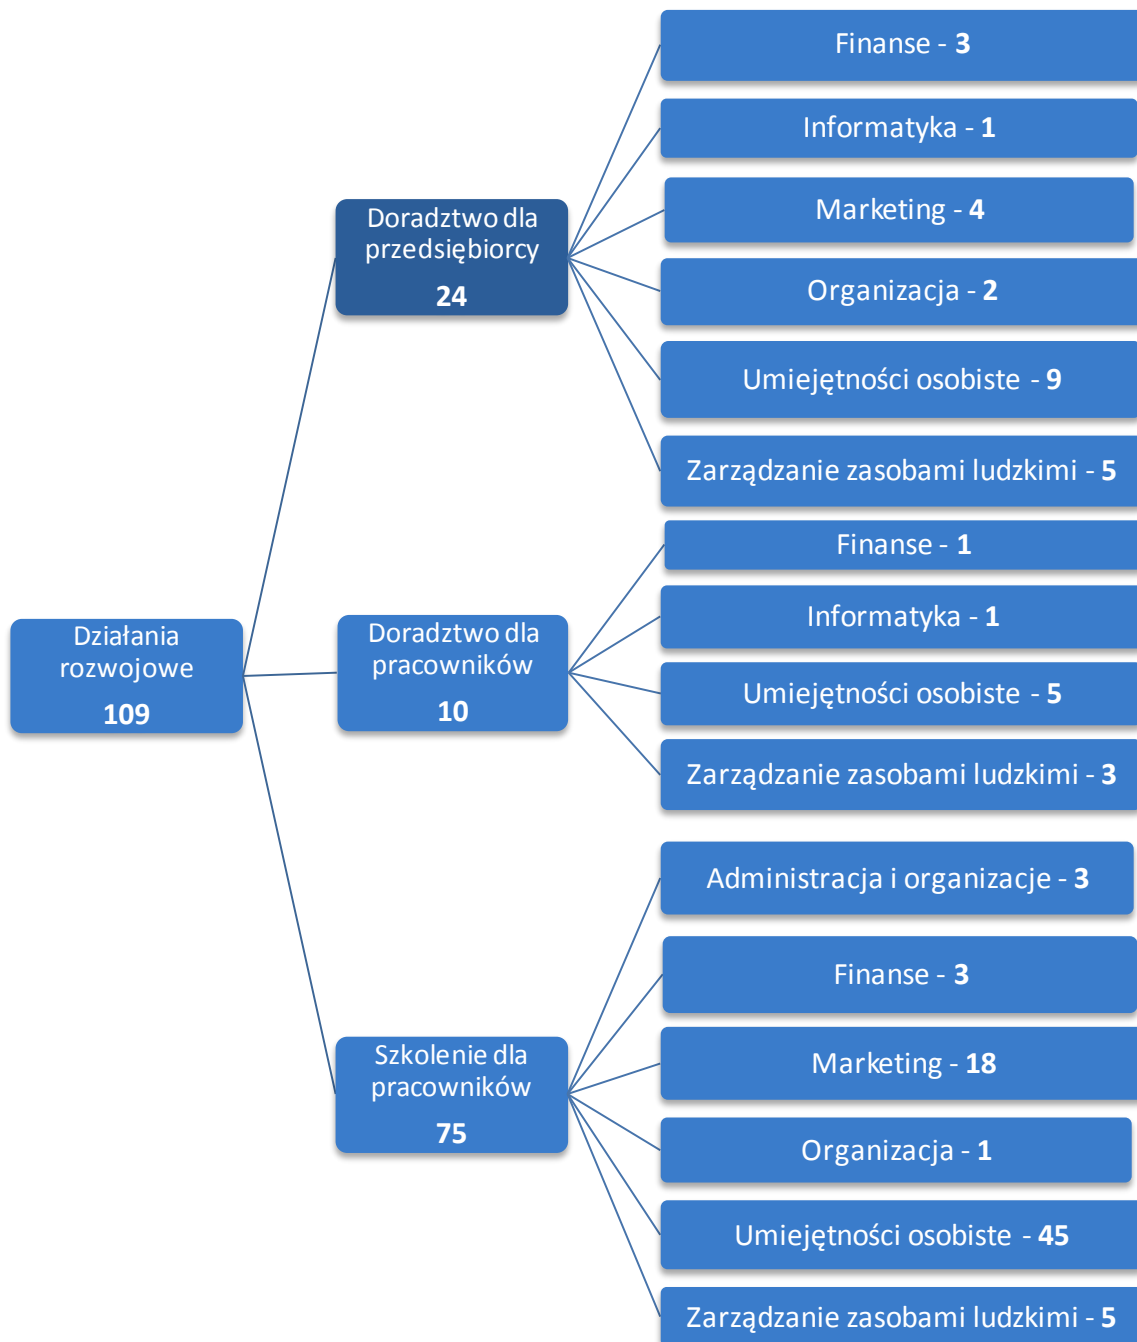 Działania
rozwojowe
109
Doradztwo dla
przedsiębiorcy
24
Finanse - 3
Informatyka - 1
Marketing - 4
Organizacja - 2
Umiejętności osobiste - 9
Zarządzanie zasobami ludzkimi - 5
Doradztwo dla
pracowników
10
Finanse - 1
Informatyka - 1
Umiejętności osobiste - 5
Zarządzanie zasobami ludzkimi - 3
Szkolenie dla
pracowników
75
Administracja i organizacje - 3
Finanse - 3
Marketing - 18
Organizacja - 1
Umiejętności osobiste - 45
Zarządzanie zasobami ludzkimi - 5